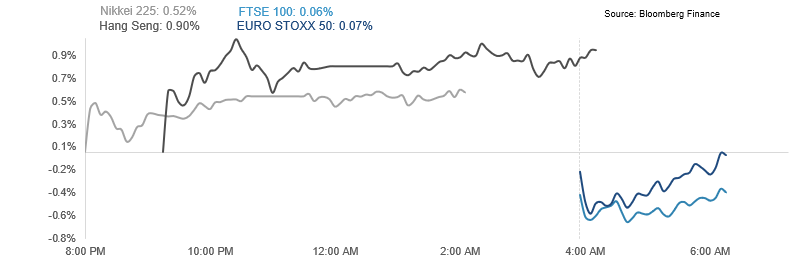 Nikkei 225: 0.52%
FTSE 100: 0.06%
Source: Bloomberg Finance
Hang Seng: 0.90%
EURO STOXX 50: 0.07%
0.9%
0.7%
0.5%
0.3%
0.1%
-0.2%
-0.4%
-0.6%
-0.8%
8:00 PM
10:00 PM
12:00 AM
2:00 AM
4:00 AM
6:00 AM